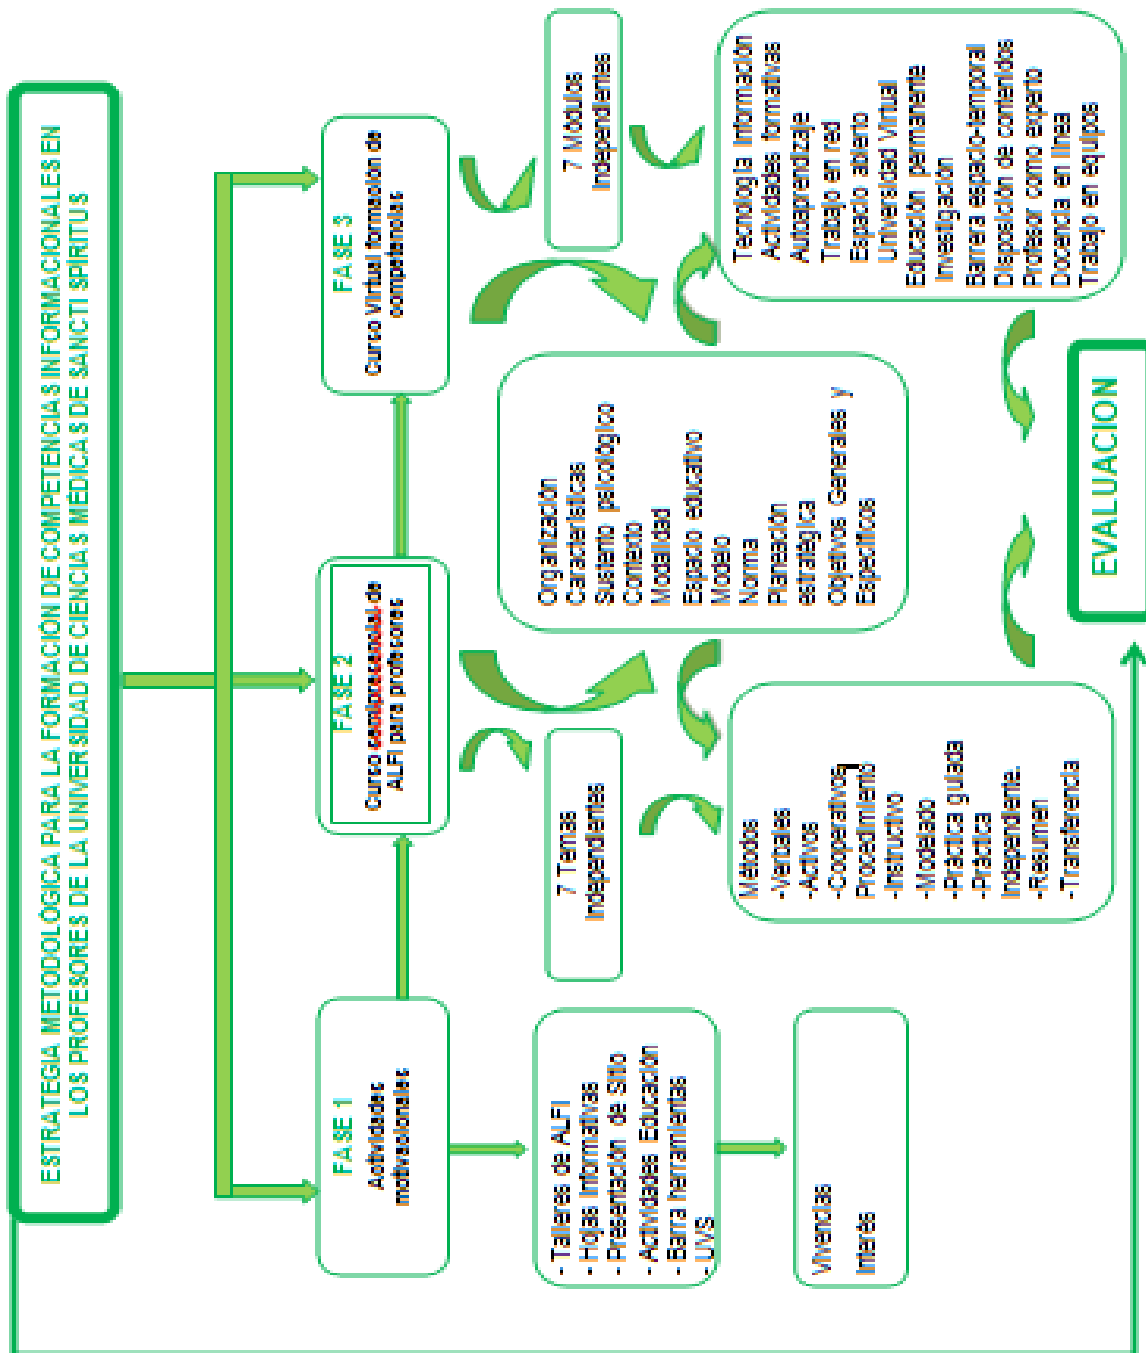 ESTRATEGIA METODOLÓGICA PARA LA FORMACIÓN DE COMPETENCIAS INFORMACIONALES EN
LOS PROFESORES DE LA UNIVERSIDAD DE CIENCIAS MÉDICAS DE SANCTI SPIRITUS
FASE 1
Actividades
motivacionales
FASE 2
Curso semipresencial de
ALFI para profesores
FASE 3
Curso Virtual formación de
competencias
- Talleres de ALFI
- Hojas Informativas
- Presentación de Sitio
- Actividades Educación
- Barra herramientas
- UVS
Vivencias
Interés
7 Temas
Independientes
7 Módulos
Independientes
Organización
Características
Sustento psicológico
Contexto
Modalidad
Espacio educativo
Modelo
Norma
Planeación
estratégica
Objetivos Generales y
Específicos
Métodos
-Verbales
-Activos
-Cooperativos
Procedimiento
-Instructivo
-Modelado
-Práctica guiada
-Práctica
Independiente.
-Resumen
-Transferencia
Tecnología Información
Actividades formativas
Autoaprendizaje
Trabajo en red
Espacio abierto
Universidad Virtual
Educación permanente
Investigación
Barrera espacio-temporal
Disposición de contenidos
Profesor como experto
Docencia en línea
Trabajo en equipos
EVALUACION